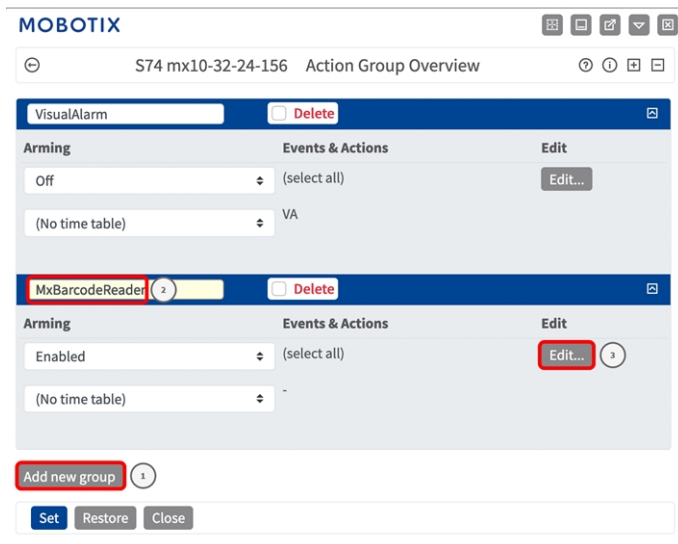 MOBOTIX
S74 mx10-32-24-156 Action Group Overview
VisualAlarm Delete
Arming Events & Actions Edit
Off (select all) Edit...
(No time table) VA
MxBarcodeReader 2 Delete
Arming Events & Actions Edit
Enabled (select all) Edit... 3
(No time table) -
Add new group 1
Set Restore Close